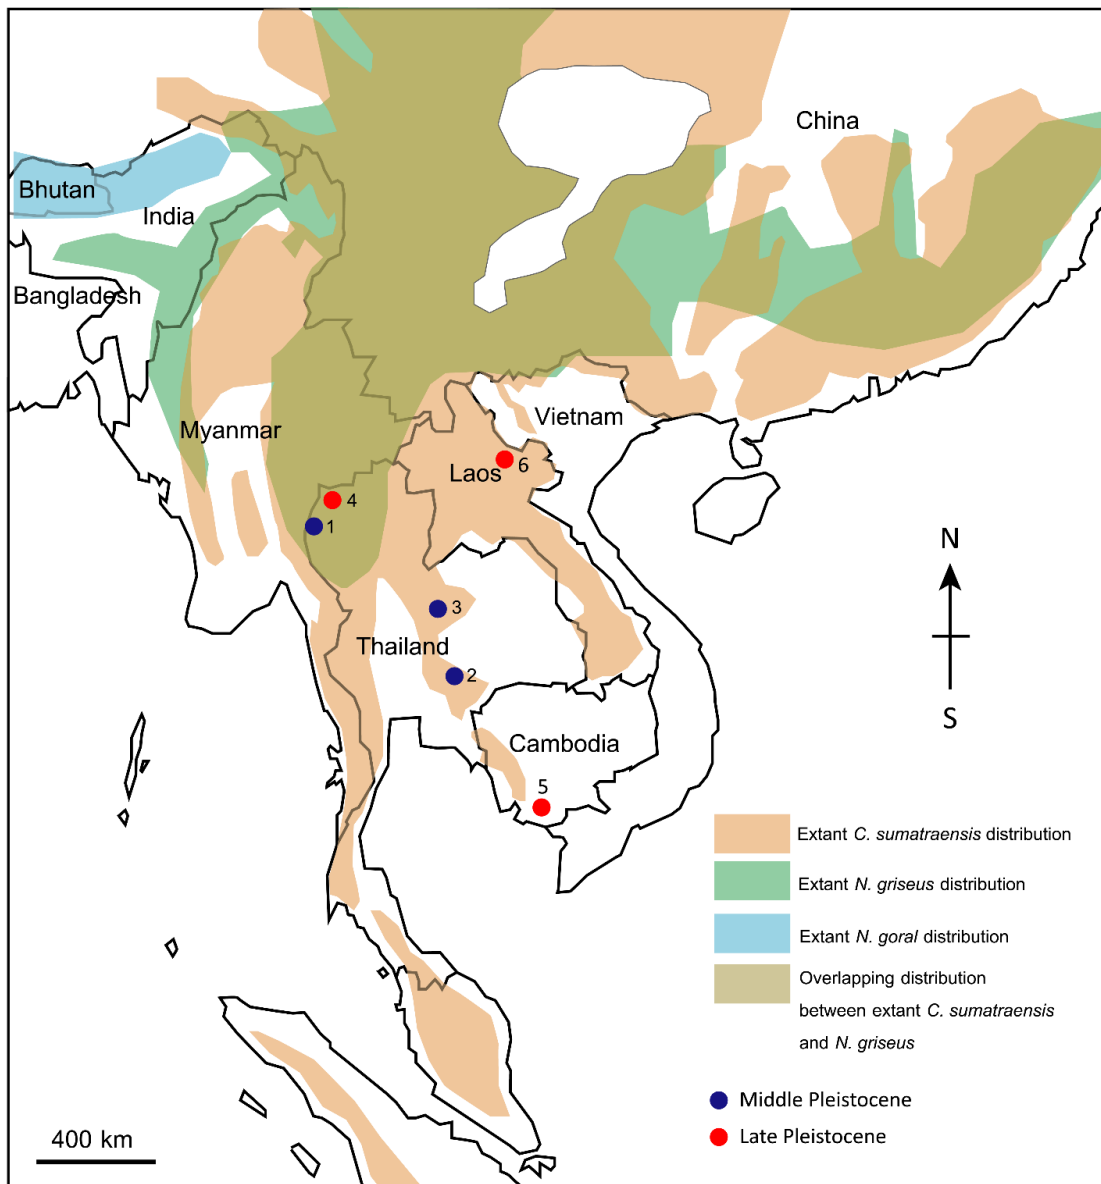 China
Bhutan
India
Bangladesh
Myanmar
Vietnam
Laos
6
4
1
N
3
Thailand
2
S
Cambodia
5
Extant C. sumatraensis distribution
Extant N. griseus distribution
Extant N. goral distribution
Overlapping distribution
between extant C. sumatraensis
and N. griseus
Middle Pleistocene
Late Pleistocene
400 km